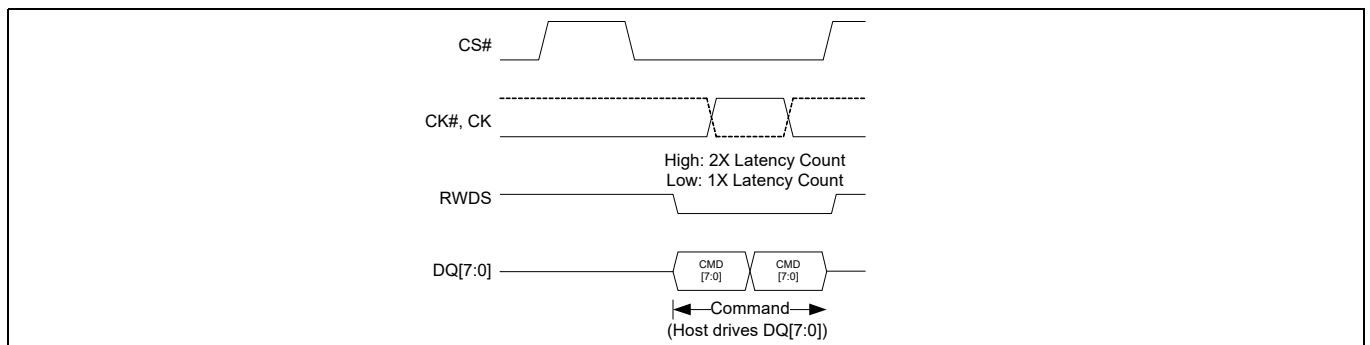 CS#
CK#, CK
High: 2X Latency Count
Low: 1X Latency Count
RWDS
DQ[7:0]
CMD
[7:0]
CMD
[7:0]
Command
(Host drives DQ[7:0])